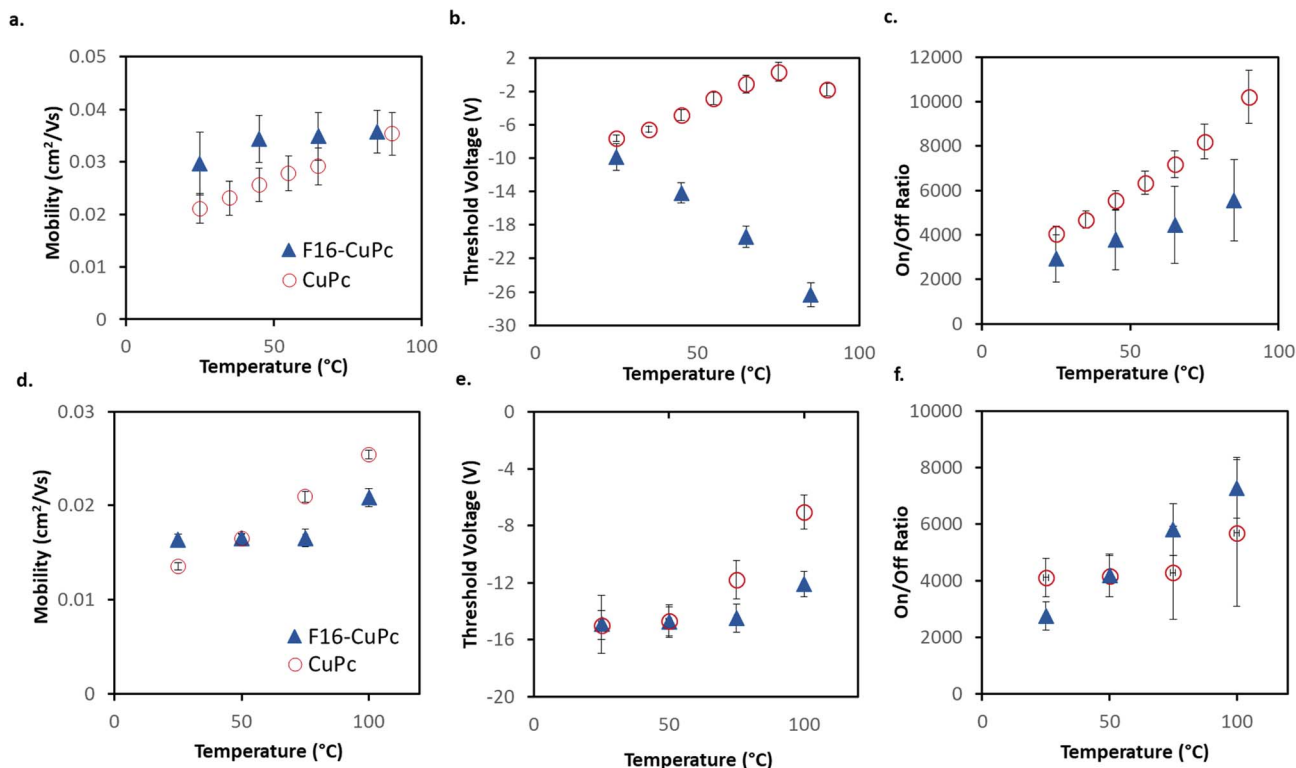 a.
0.05
0.04
0.03
0.02
0.01
0
Mobility (cm²/Vs)
F16-CuPc
CuPc
0
50
100
Temperature (°C)
b.
2
-2
-6
-10
-14
-18
-22
-26
-30
Threshold Voltage (V)
0
50
100
Temperature (°C)
c.
12000
10000
8000
6000
4000
2000
0
On/Off Ratio
0
50
100
Temperature (°C)
d.
0.03
0.02
0.01
0
Mobility (cm²/Vs)
F16-CuPc
CuPc
0
50
100
Temperature (°C)
e.
0
-4
-8
-12
-16
-20
Threshold Voltage (V)
0
50
100
Temperature (°C)
f.
10000
8000
6000
4000
2000
0
On/Off Ratio
0
50
100
Temperature (°C)